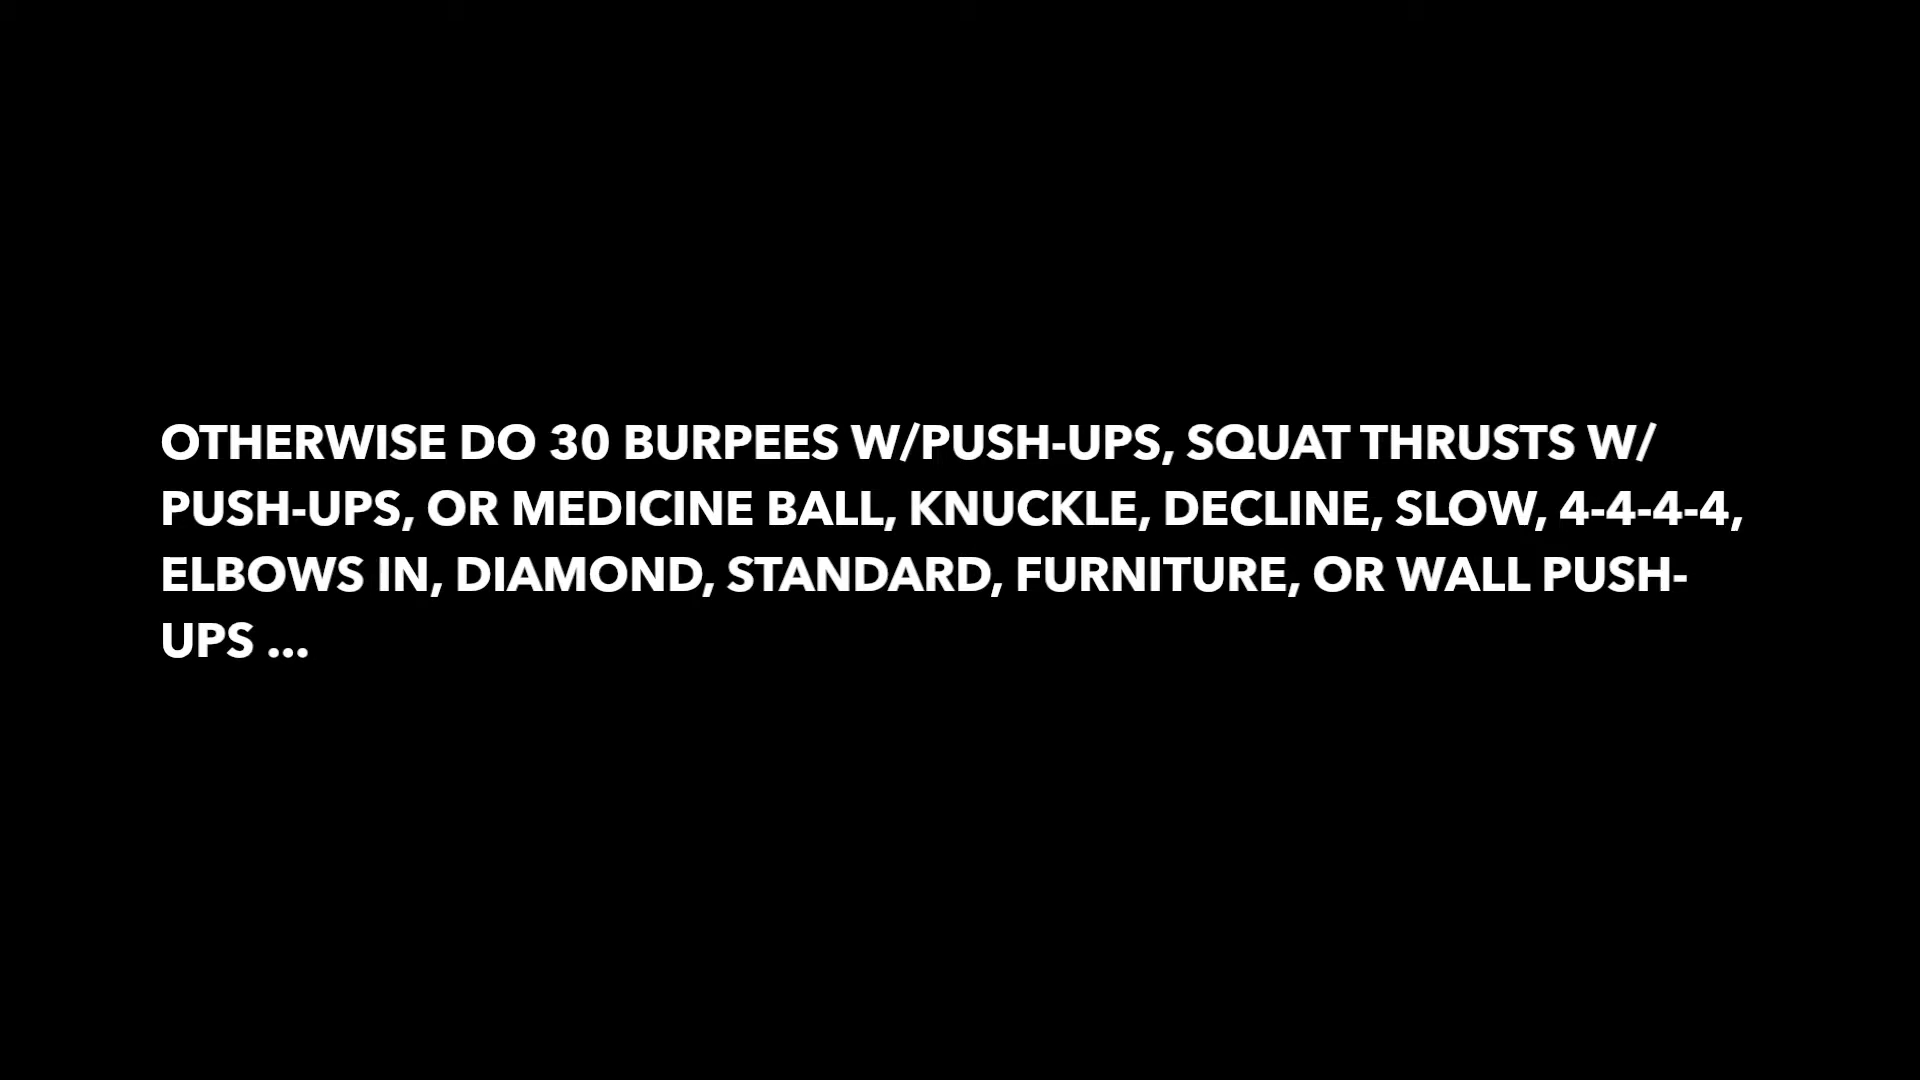 OTHERWISE DO 30 BURPEES W/PUSH-UPS, SQUAT THRUSTS W/
PUSH-UPS, OR MEDICINE BALL, KNUCKLE, DECLINE, SLOW, 4-4-4-4,
ELBOWS IN, DIAMOND, STANDARD, FURNITURE, OR WALL PUSH-
UPS ...